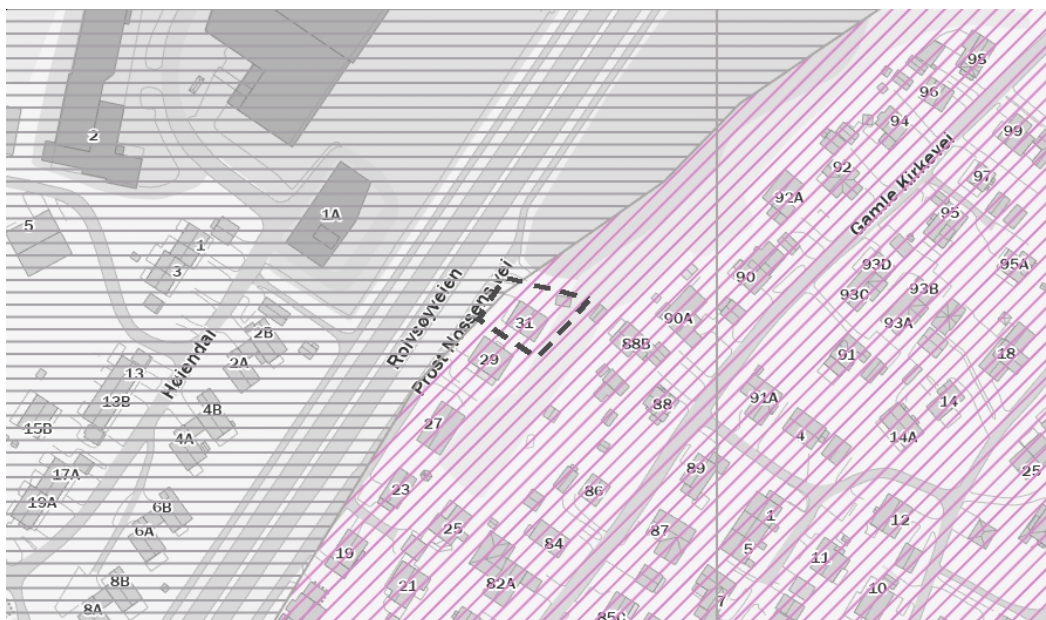 98
96
94
99
2
92
97
92A
1A
95
Gamle Kirkevei
5
1
93D
95A
3
90
93C
93B
Rolvsøyveien
Prost Nossens vei
31
90A
93A
2B
88B
18
29
2A
91
Høiendal
13
13B
88
91A
14
4B
15B
27
4
14A
4A
17A
89
25
23
86
19A
6B
1
12
25
87
6A
84
5
19
11
8B
82A
21
10
7
8A
85C